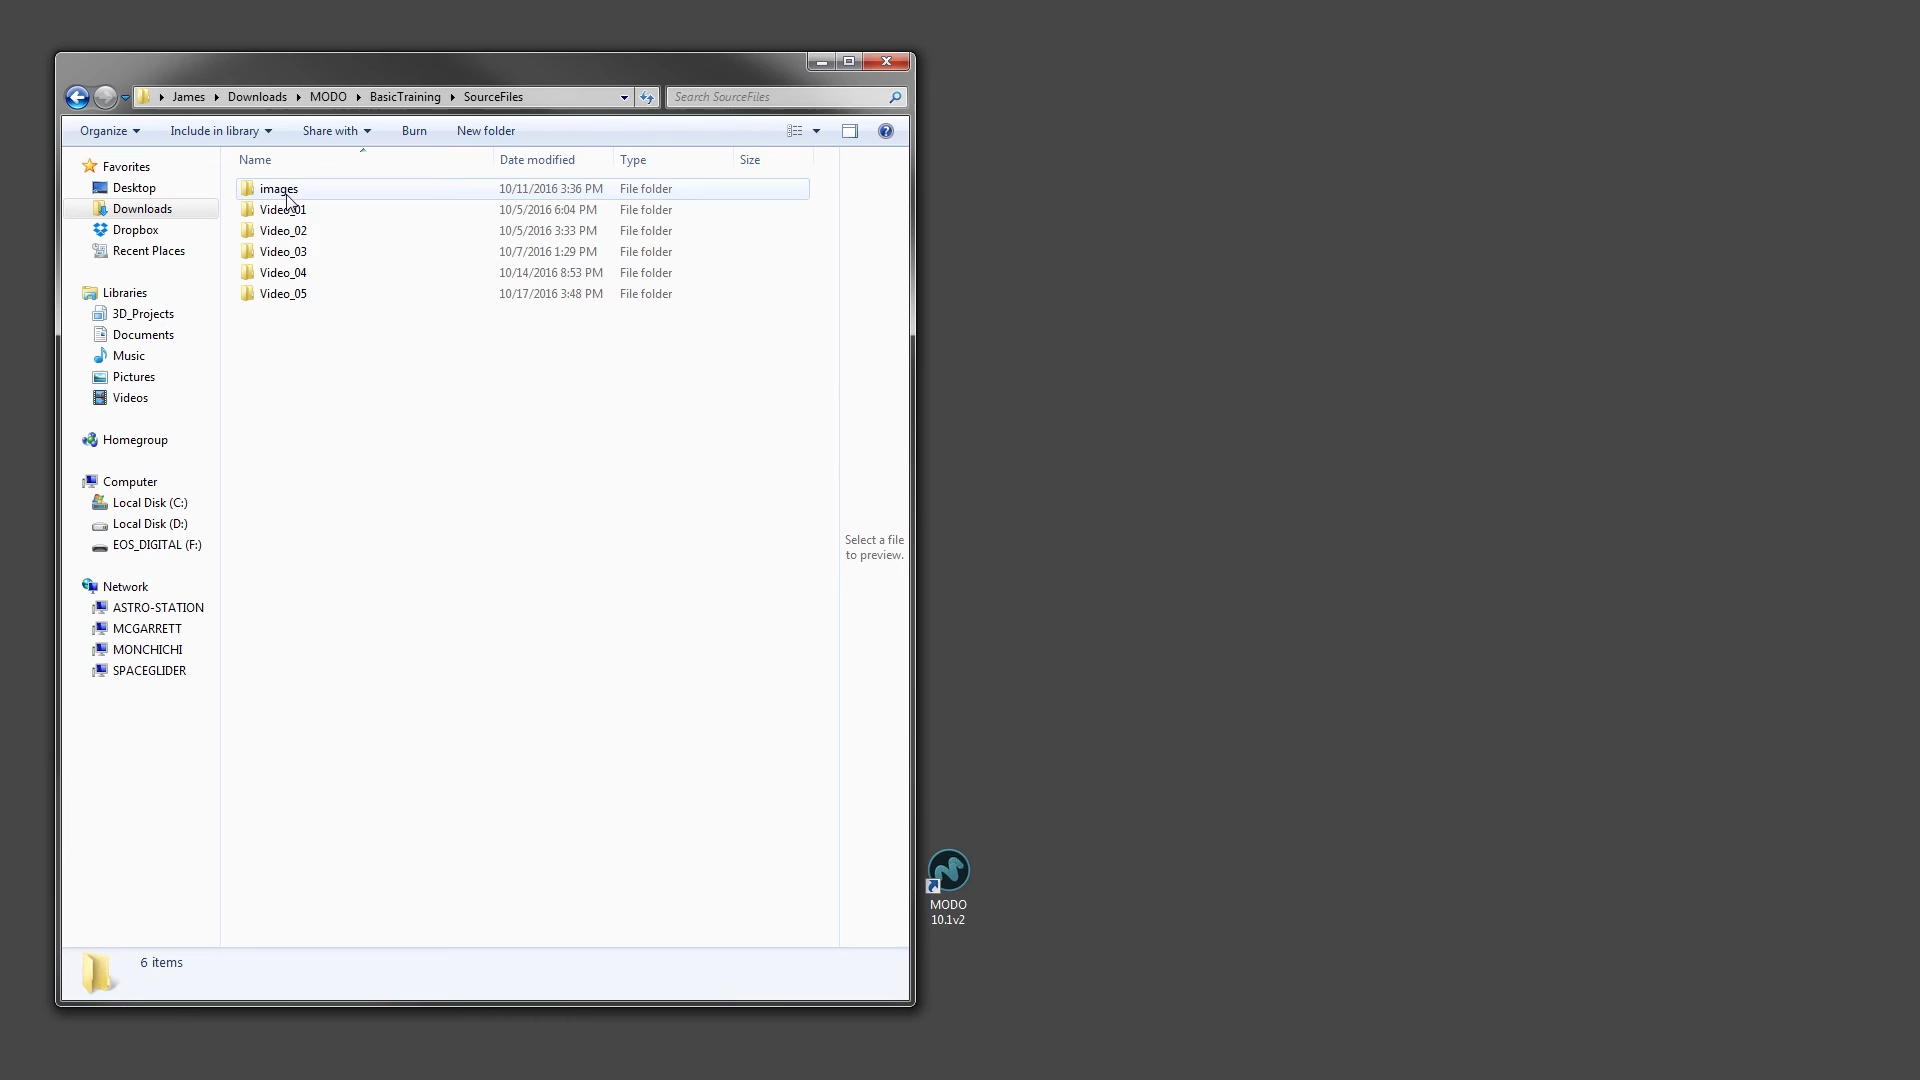 James Downloads MODO BasicTraining SourceFiles Search SourceFiles
Organize Include in library Share with Burn New folder
Name Date modified Type Size
Favorites
Desktop
Downloads
Dropbox
Recent Places
Libraries
3D_Projects
Documents
Music
Pictures
Videos
Homegroup
Computer
Local Disk (C:)
Local Disk (D:)
EOS_DIGITAL (F:)
Network
ASTRO-STATION
MCGARRETT
MONCHICHI
SPACEGLIDER
images 10/11/2016 3:36 PM File folder
Video_01 10/5/2016 6:04 PM File folder
Video_02 10/5/2016 3:33 PM File folder
Video_03 10/7/2016 1:29 PM File folder
Video_04 10/14/2016 8:53 PM File folder
Video_05 10/17/2016 3:48 PM File folder
Select a file
to preview.
6 items
MODO
10.1v2